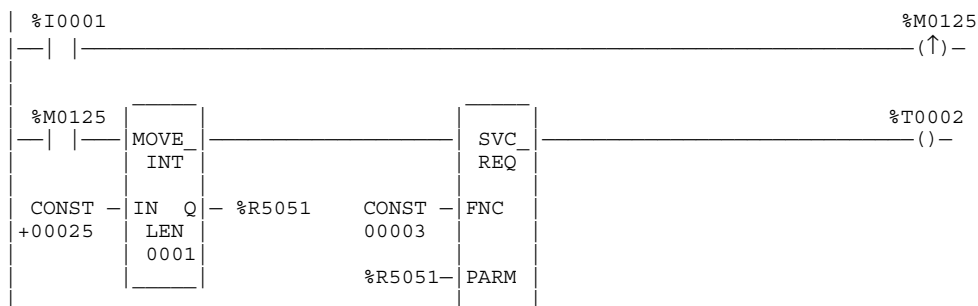 %I0001 %M0125
(↑)
%M0125 %T0002
MOVE_ SVC_ ()
INT REQ
CONST IN Q %R5051 CONST FNC
+00025 LEN 00003
0001
%R5051 PARM